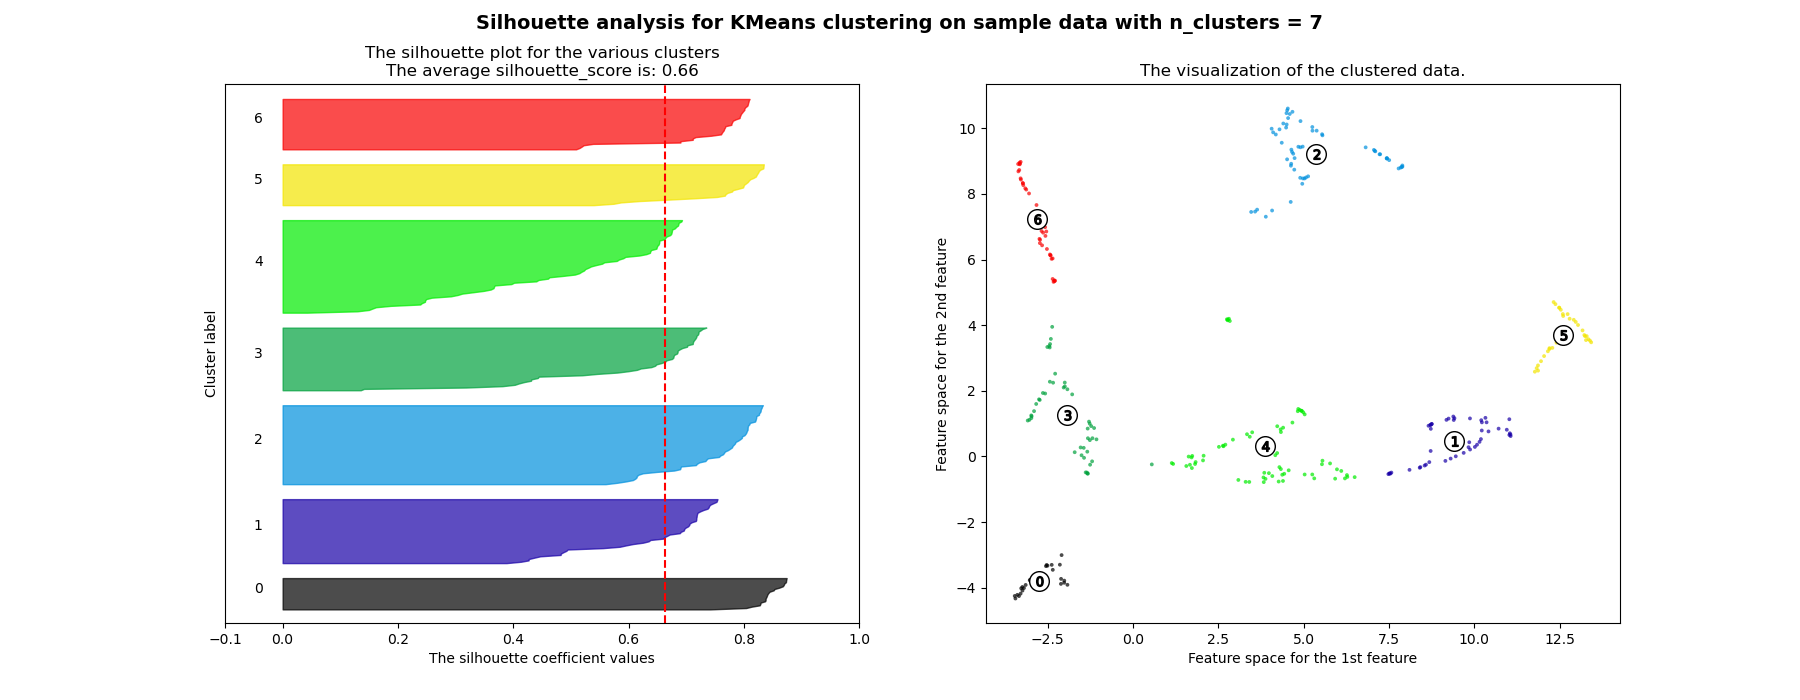 Silhouette analysis for KMeans clustering on sample data with n_clusters = 7
The silhouette plot for the various clusters
The average silhouette_score is: 0.66
6
5
4
3
2
1
0
Cluster label
−0.1 0.0 0.2 0.4 0.6 0.8 1.0
The silhouette coefficient values
The visualization of the clustered data.
10
8
6
4
2
0
−2
−4
Feature space for the 2nd feature
2
6
5
3
4
1
0
−2.5 0.0 2.5 5.0 7.5 10.0 12.5
Feature space for the 1st feature